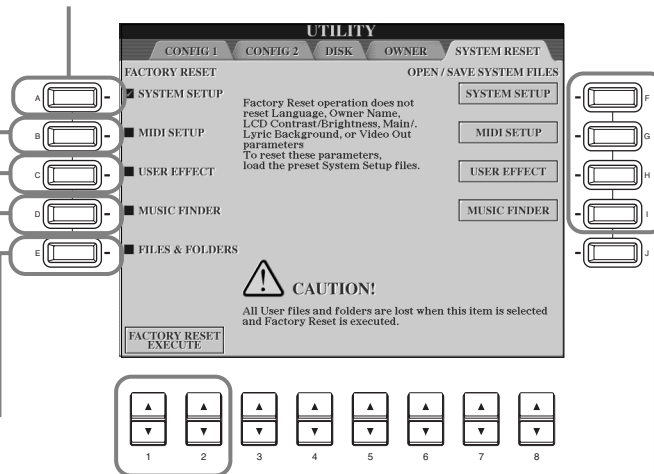 UTILITY
CONFIG 1 CONFIG 2 DISK OWNER SYSTEM RESET
FACTORY RESET OPEN / SAVE SYSTEM FILES
A SYSTEM SETUP SYSTEM SETUP F
Factory Reset operation does not
reset Language, Owner Name,
LCD Contrast/Brightness, Main/.
Lyric Background, or Video Out
parameters
To reset these parameters,
load the preset System Setup files.
B MIDI SETUP MIDI SETUP G
C USER EFFECT USER EFFECT H
D MUSIC FINDER MUSIC FINDER I
E FILES & FOLDERS J
CAUTION!
All User files and folders are lost when this item is selected
and Factory Reset is executed.
FACTORY RESET
EXECUTE
1 2 3 4 5 6 7 8